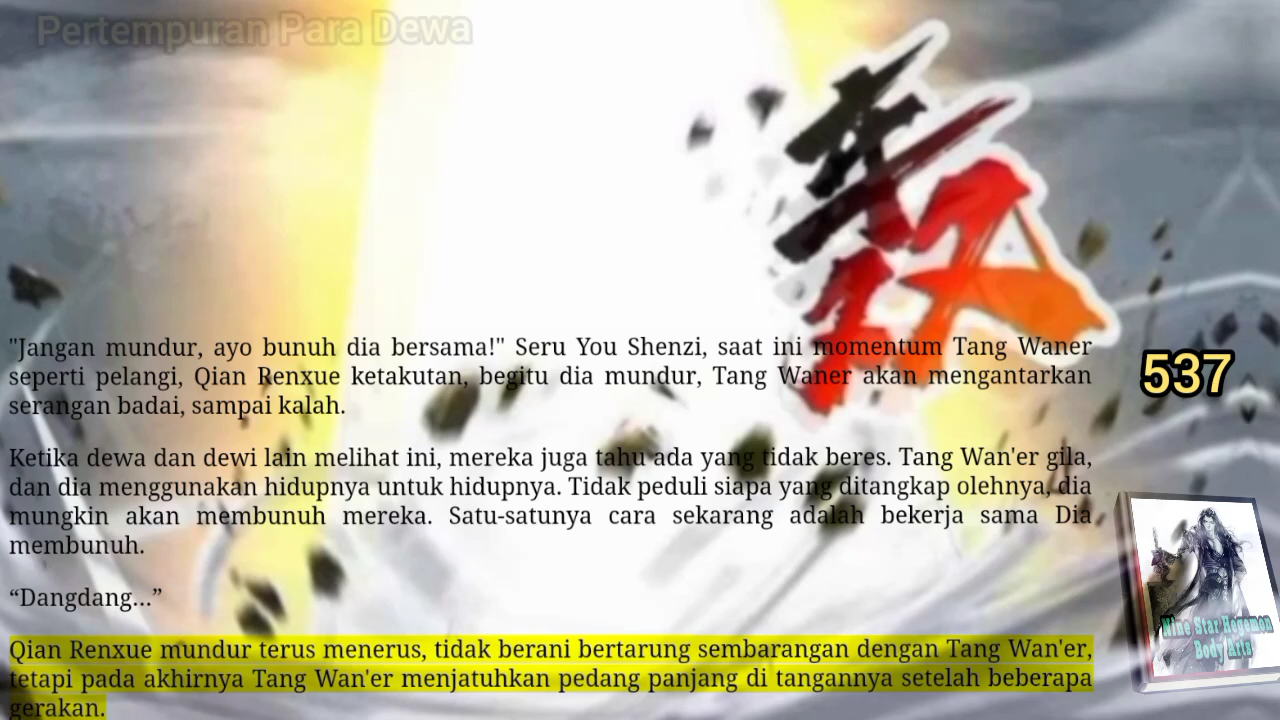 Pertempuran Para Dewa
"Jangan mundur, ayo bunuh dia bersama!" Seru You Shenzi, saat ini momentum Tang Waner
seperti pelangi, Qian Renxue ketakutan, begitu dia mundur, Tang Waner akan mengantarkan
serangan badai, sampai kalah.
537
Ketika dewa dan dewi lain melihat ini, mereka juga tahu ada yang tidak beres. Tang Wan'er gila,
dan dia menggunakan hidupnya untuk hidupnya. Tidak peduli siapa yang ditangkap olehnya, dia
mungkin akan membunuh mereka. Satu-satunya cara sekarang adalah bekerja sama Dia
membunuh.
“Dangdang...”
Qian Renxue mundur terus menerus, tidak berani bertarung sembarangan dengan Tang Wan'er,
tetapi pada akhirnya Tang Wan'er menjatuhkan pedang panjang di tangannya setelah beberapa
gerakan.
Nine Star Hegemon
Body Arts